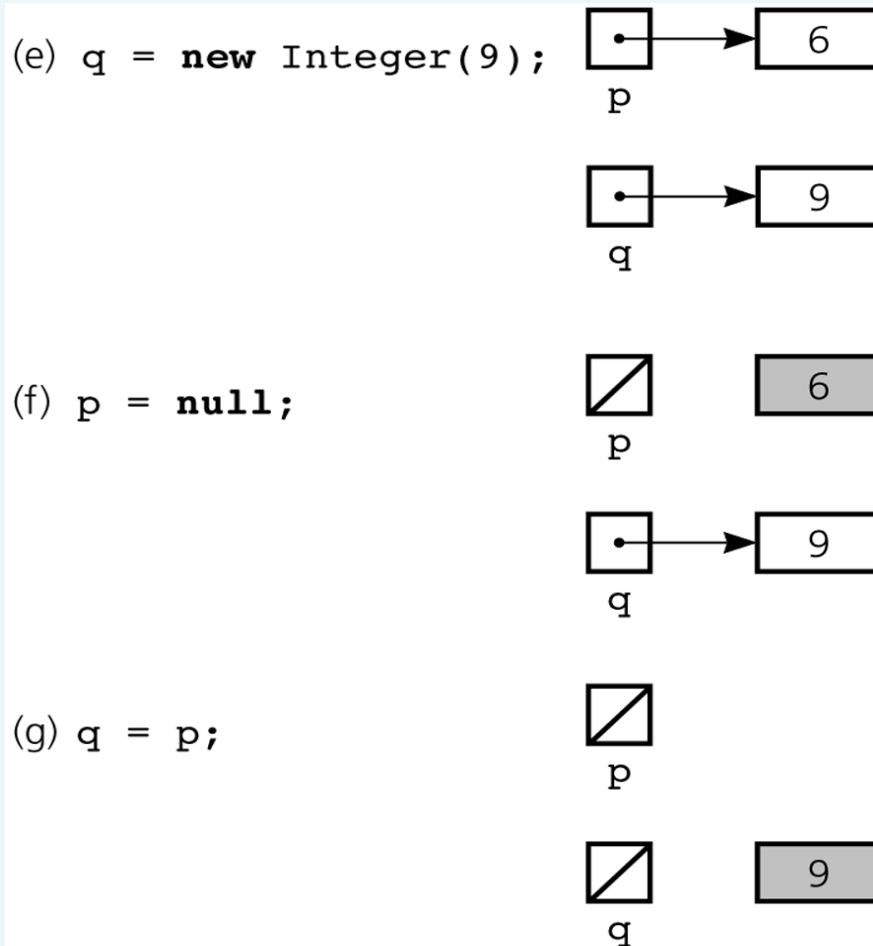 (e) q = new Integer(9);
6
p
9
q
(f) p = null;
6
p
9
q
(g) q = p;
p
9
q